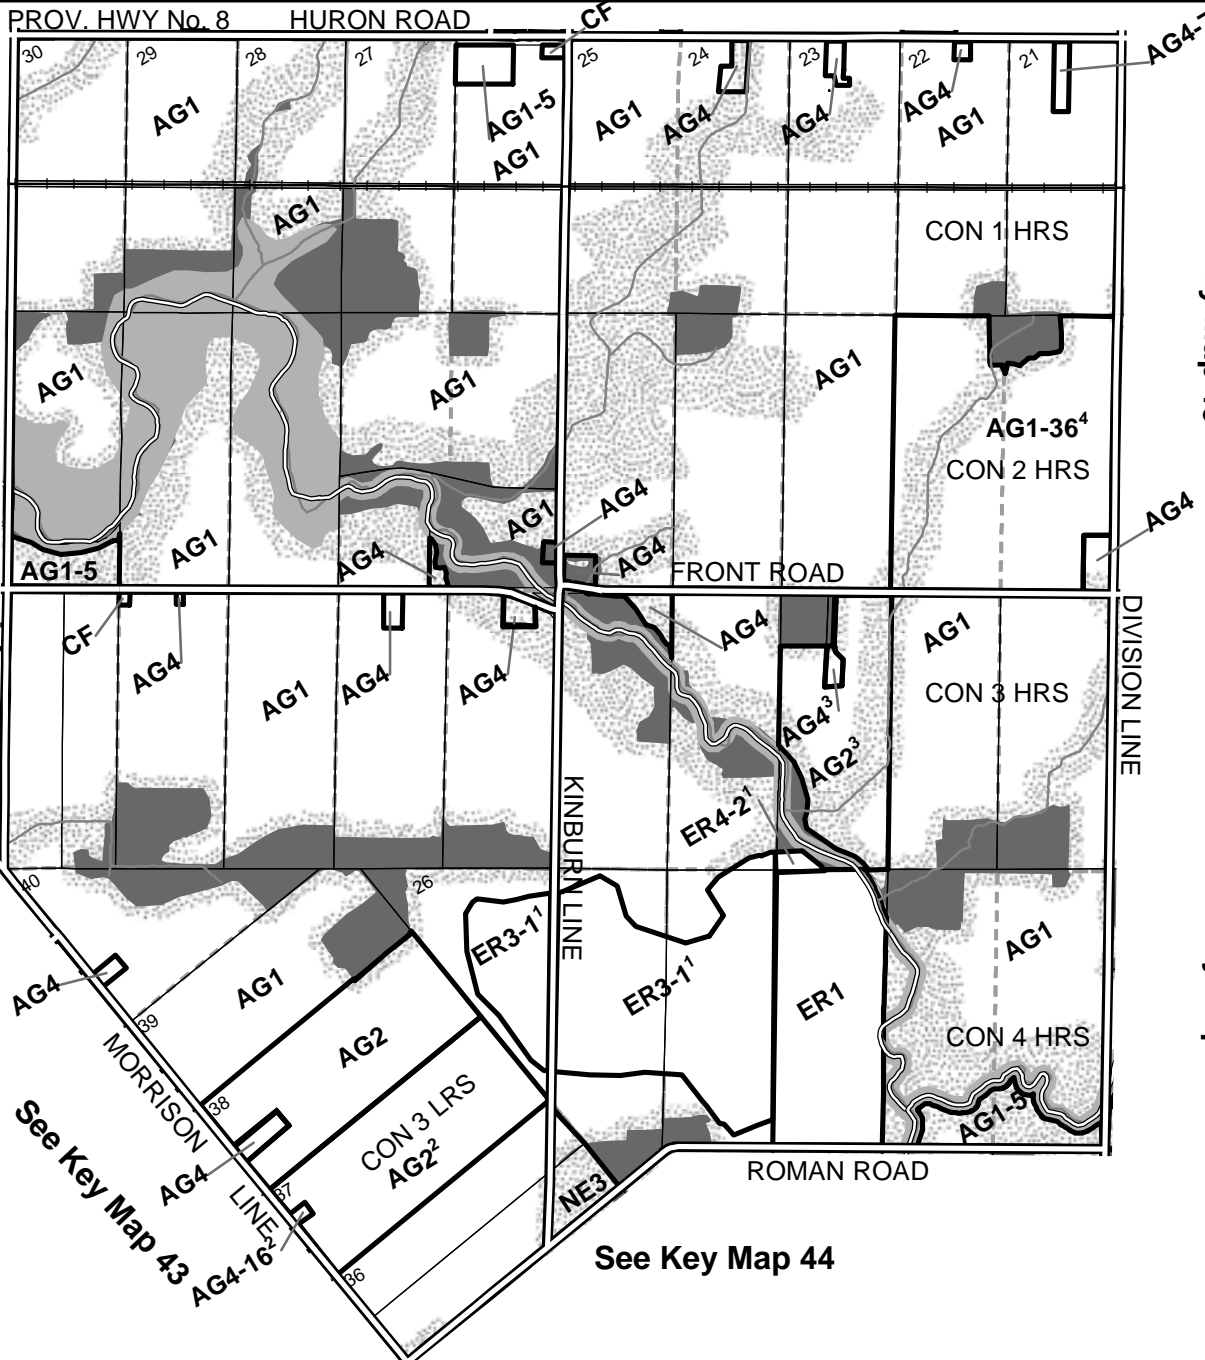 PROV. HWY No. 8 HURON ROAD
CF
AG4-
30 29 28 27 25 24 23 22 21
AG1
AG1-5
AG1
AG1
AG4
AG4
AG4
AG1
AG1
CON 1 HRS
AG1
AG1
AG1
AG1-36⁴
CON 2 HRS
AG4
AG1
AG4
AG1
AG4
AG4
AG1-5
FRONT ROAD
CF
AG4
AG1
AG4
AG4
AG4
AG1
CON 3 HRS
DIVISION LINE
AG4³
AG2³
ER4-2¹
KINBURN LINE
40
26
ER3-1¹
ER3-1¹
ER1
AG1
CON 4 HRS
AG1-5
AG4
AG1
39
AG2
MORRISON LINE
38
CON 3 LRS
AG2²
AG4
37
NE3
ROMAN ROAD
AG4-16²
36
See Key Map 43
See Key Map 44